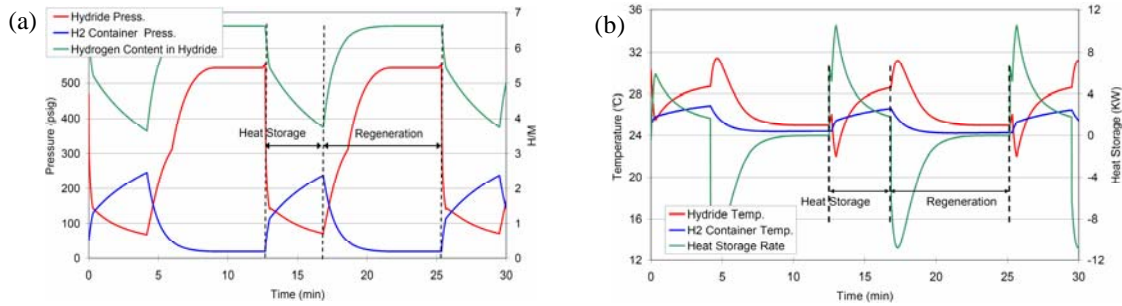 (a)
Hydride Press.
H2 Container Press.
Hydrogen Content in Hydride
Pressure (psig)
500
400
300
200
100
0
Heat Storage
Regeneration
7
6
5
4
3
2
1
0
H/M
0 5 10 15 20 25 30
Time (min)
(b)
36
32
28
24
20
16
12
Temperature (℃)
Heat Storage
Regeneration
Hydride Temp.
H2 Container Temp.
Heat Storage Rate
12
8
4
0
-4
-8
-12
Heat Storage (KW)
0 5 10 15 20 25 30
Time (min)